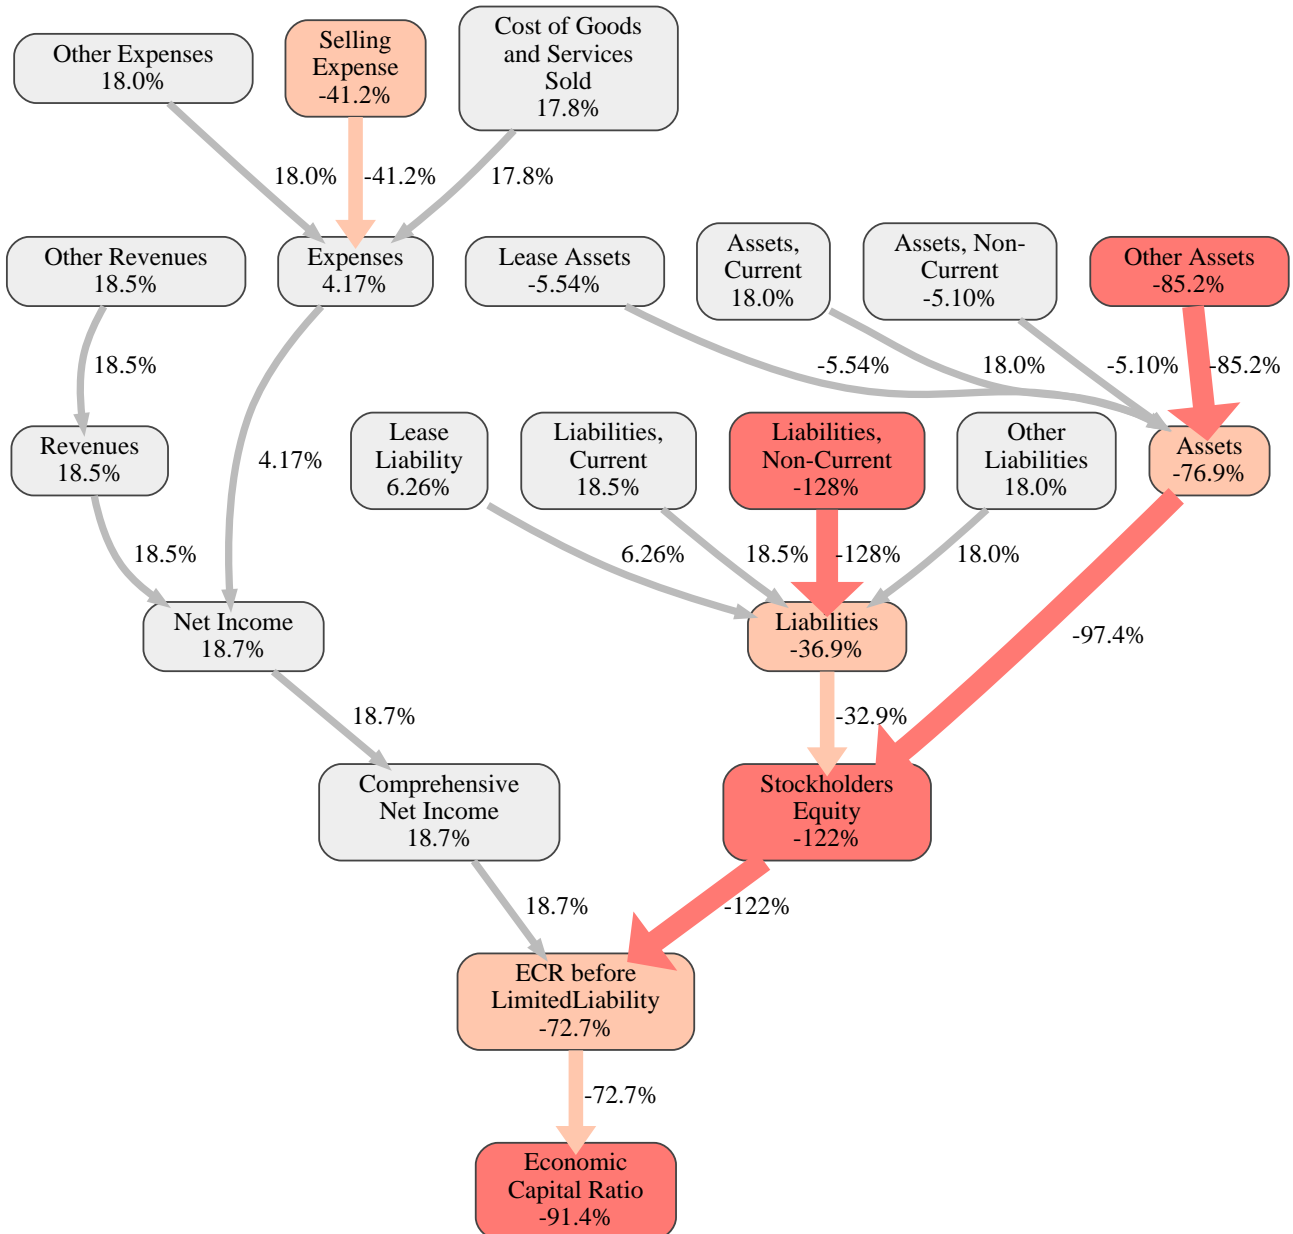 Other Expenses
18.0%
Selling
Expense
-41.2%
Cost of Goods
and Services
Sold
17.8%
18.0%
-41.2%
17.8%
Other Revenues
18.5%
Expenses
4.17%
Lease Assets
-5.54%
Assets,
Current
18.0%
Assets, Non-
Current
-5.10%
Other Assets
-85.2%
18.5%
-5.54%
18.0%
-5.10%
-85.2%
Revenues
18.5%
4.17%
Lease
Liability
6.26%
Liabilities,
Current
18.5%
Liabilities,
Non-Current
-128%
Other
Liabilities
18.0%
Assets
-76.9%
18.5%
6.26%
18.5%
-128%
18.0%
-97.4%
Net Income
18.7%
Liabilities
-36.9%
18.7%
-32.9%
Comprehensive
Net Income
18.7%
Stockholders
Equity
-122%
18.7%
-122%
ECR before
LimitedLiability
-72.7%
-72.7%
Economic
Capital Ratio
-91.4%